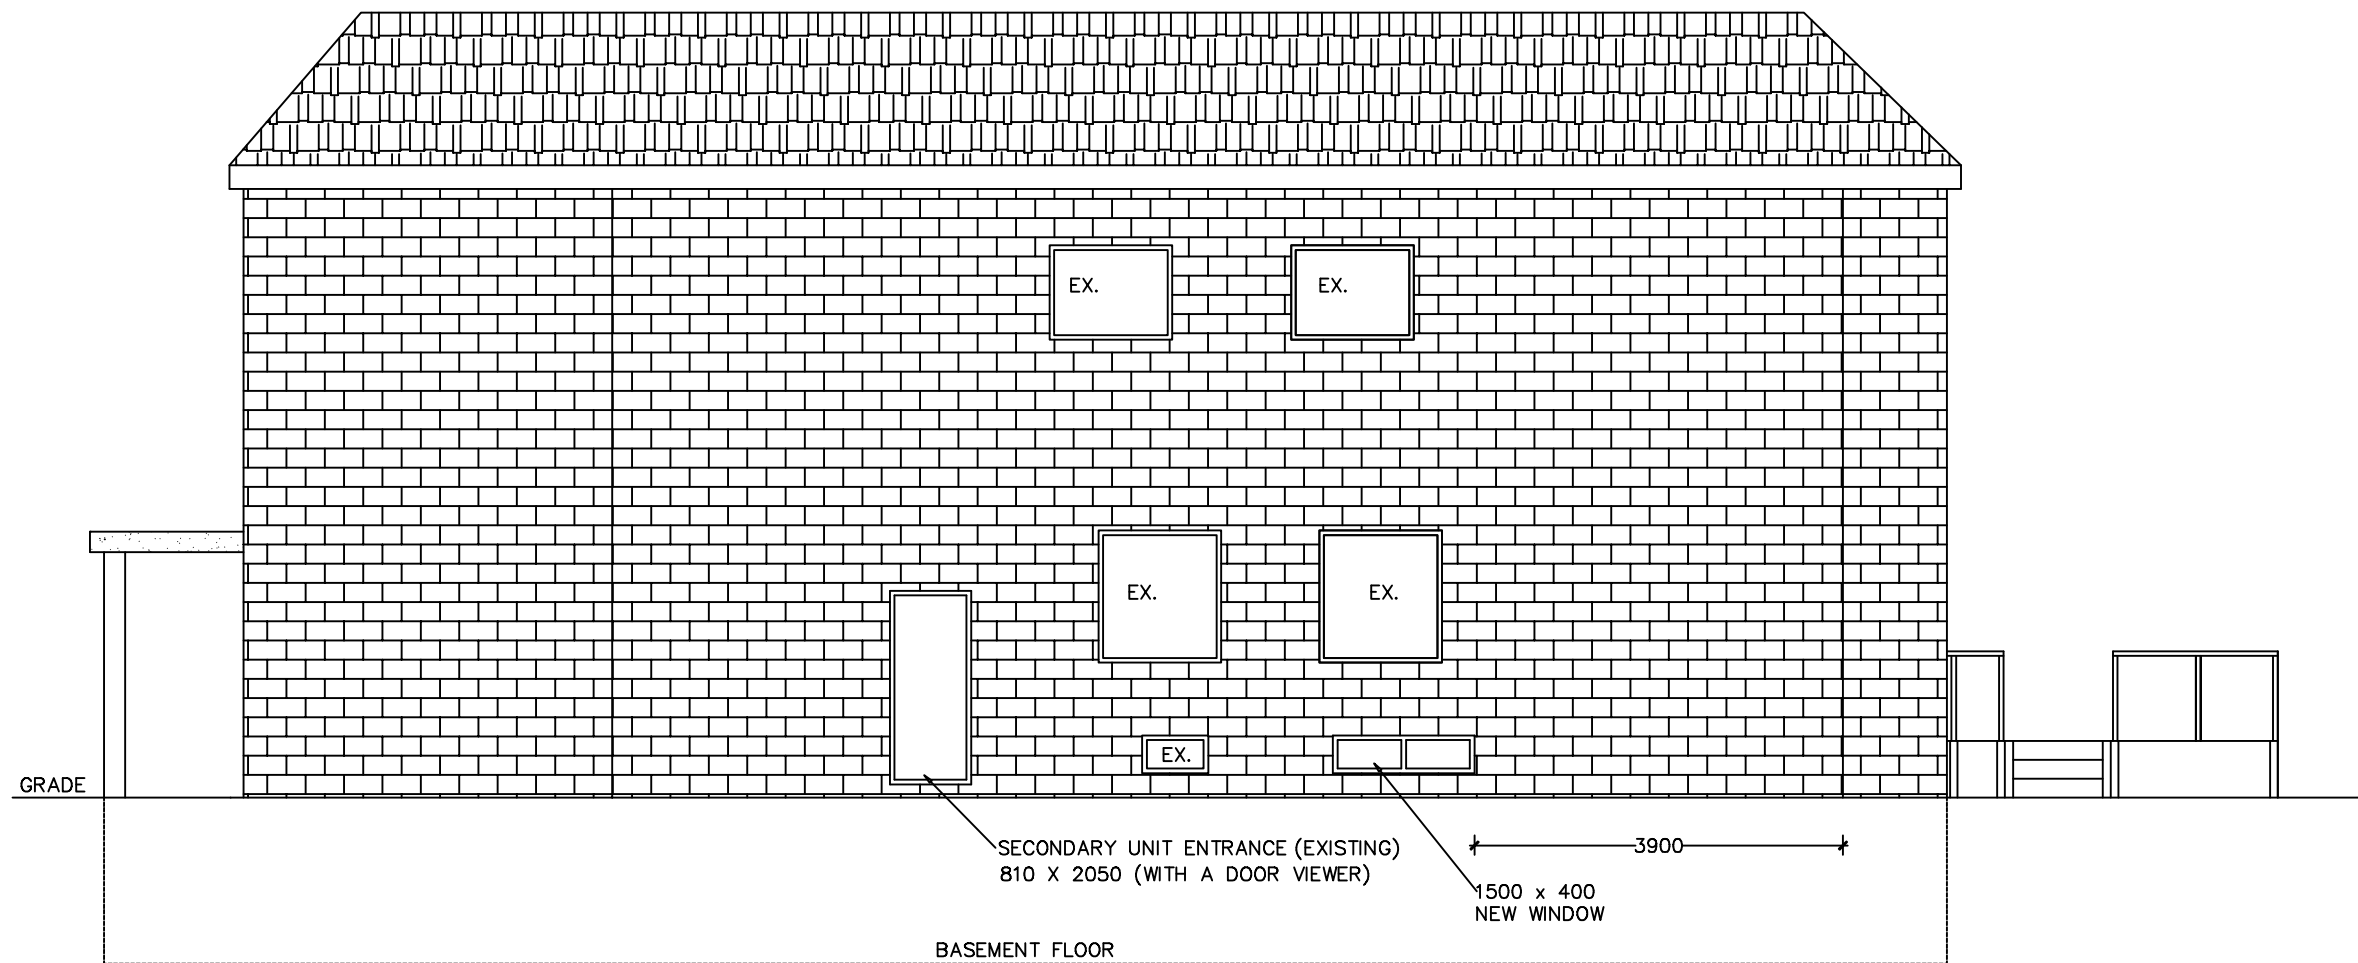 EX.
EX.
EX.
EX.
EX.
GRADE
SECONDARY UNIT ENTRANCE (EXISTING)
810 X 2050 (WITH A DOOR VIEWER)
3900
1500 x 400
NEW WINDOW
BASEMENT FLOOR